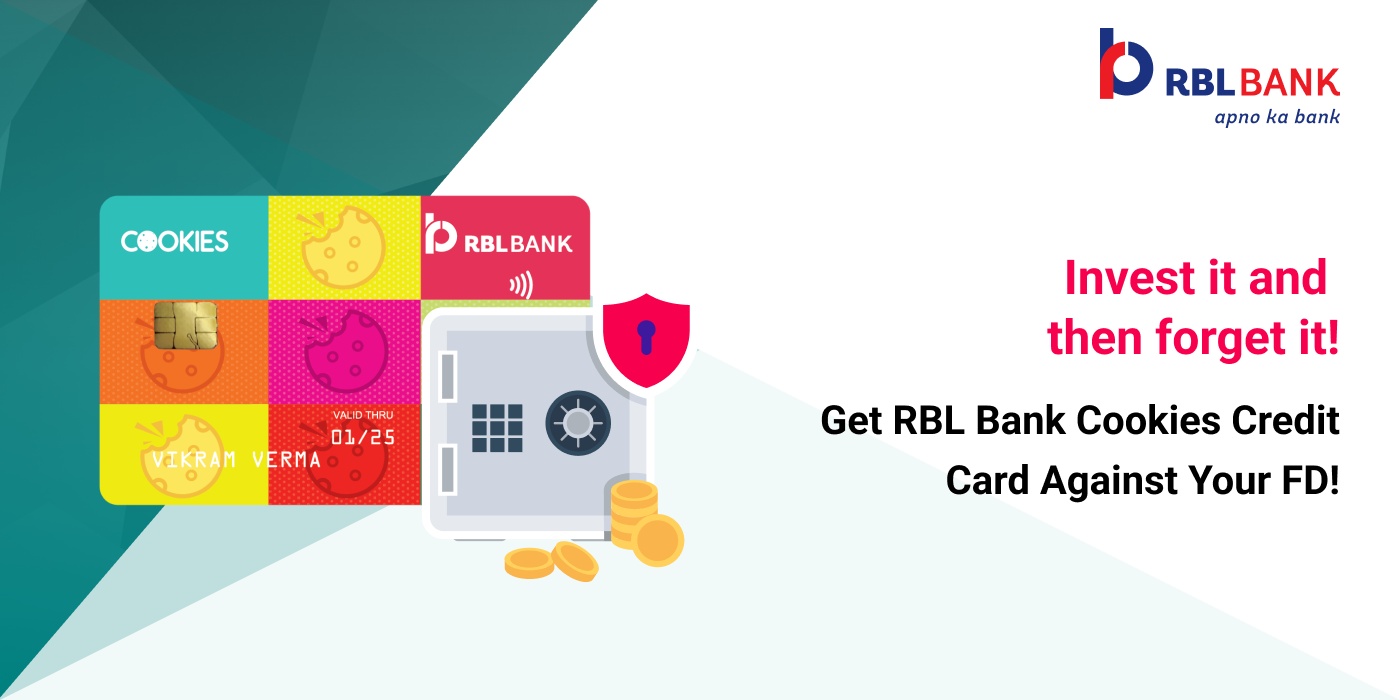 RBL BANK
apno ka bank
COOKIES
RBL BANK
VALID THRU
01/25
VIKRAM VERMA
Invest it and
then forget it!
Get RBL Bank Cookies Credit
Card Against Your FD!